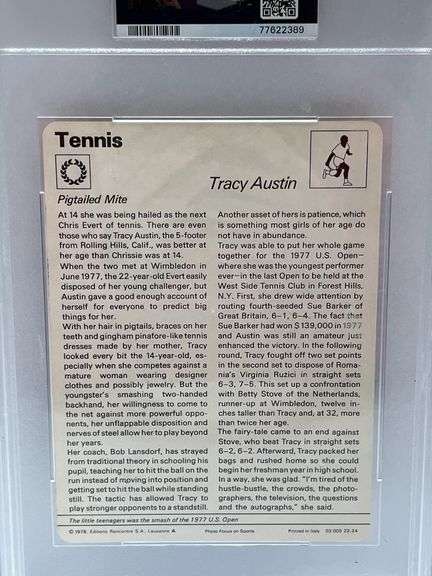 77622389
Tennis
Tracy Austin
Pigtailed Mite
At 14 she was being hailed as the next
Chris Evert of tennis. There are even
those who say Tracy Austin, the 5-footer
from Rolling Hills, Calif., was better at
her age than Chrissie was at 14.
When the two met at Wimbledon in
June 1977, the 22-year-old Evert easily
disposed of her young challenger, but
Austin gave a good enough account of
herself for everyone to predict big
things for her.
With her hair in pigtails, braces on her
teeth and gingham pinafore-like tennis
dresses made by her mother, Tracy
looked every bit the 14-year-old, es-
pecially when she competes against a
mature woman wearing designer
clothes and possibly jewelry. But the
youngster's smashing two-handed
backhand, her willingness to come to
the net against more powerful oppo-
nents, her unflappable disposition and
nerves of steel allow her to play beyond
her years.
Her coach, Bob Lansdorf, has strayed
from traditional theory in schooling his
pupil, teaching her to hit the ball on the
run instead of moving into position and
getting set to hit the ball while standing
still. The tactic has allowed Tracy to
play stronger opponents to a standstill.
Another asset of hers is patience, which
is something most girls of her age do
not have in abundance.
Tracy was able to put her whole game
together for the 1977 U.S. Open—
where she was the youngest performer
ever—in the last Open to be held at the
West Side Tennis Club in Forest Hills,
N.Y. First, she drew wide attention by
routing fourth-seeded Sue Barker of
Great Britain, 6-1, 6-4. The fact that
Sue Barker had won $ 139,000 in 1977
and Austin was still an amateur just
enhanced the victory. In the following
round, Tracy fought off two set points
in the second set to dispose of Roma-
nia's Virginia Ruzici in straight sets
6-3, 7-5. This set up a confrontation
with Betty Stove of the Netherlands,
runner-up at Wimbledon, twelve in-
ches taller than Tracy and, at 32, more
than twice her age.
The fairy-tale came to an end against
Stove, who beat Tracy in straight sets
6-2, 6-2. Afterward, Tracy packed her
bags and rushed home so she could
begin her freshman year in high school.
In a way, she was glad. "I'm tired of the
hustle-bustle, the crowds, the photo-
graphers, the television, the questions
and the autographs," she said.
The little teenagers was the smash of the 1977 U.S. Open
© 1978, Editions Rencontre S.A., Lausanne A Photo Focus on Sports Printed in Italy 03 005 22-24